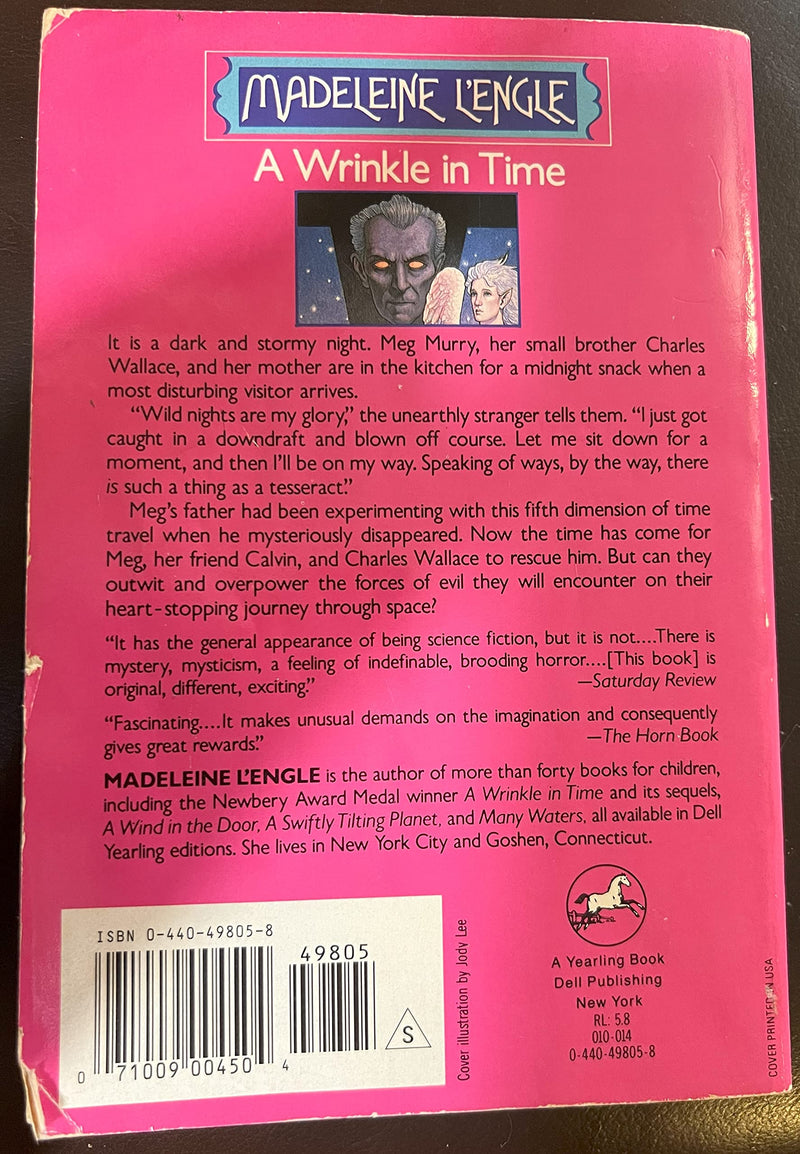 MADELEINE L'ENGLE
A Wrinkle in Time
It is a dark and stormy night. Meg Murry, her small brother Charles
Wallace, and her mother are in the kitchen for a midnight snack when a
most disturbing visitor arrives.
“Wild nights are my glory,” the unearthly stranger tells them. “I just got
caught in a downdraft and blown off course. Let me sit down for a
moment, and then I'll be on my way. Speaking of ways, by the way, there
is such a thing as a tesseract.”
Meg's father had been experimenting with this fifth dimension of time
travel when he mysteriously disappeared. Now the time has come for
Meg, her friend Calvin, and Charles Wallace to rescue him. But can they
outwit and overpower the forces of evil they will encounter on their
heart-stopping journey through space?
“It has the general appearance of being science fiction, but it is not....There is
mystery, mysticism, a feeling of indefinable, brooding horror....[This book] is
original, different, exciting.” —Saturday Review
“Fascinating....It makes unusual demands on the imagination and consequently
gives great rewards.” —The Horn Book
MADELEINE L'ENGLE is the author of more than forty books for children,
including the Newbery Award Medal winner A Wrinkle in Time and its sequels,
A Wind in the Door, A Swiftly Tilting Planet, and Many Waters, all available in Dell
Yearling editions. She lives in New York City and Goshen, Connecticut.
ISBN 0-440-49805-8
49805
0 71009 00450 4
S
Cover illustration by Jody Lee
A Yearling Book
Dell Publishing
New York
RL: 5.8
010-014
0-440-49805-8
COVER PRINTED IN USA